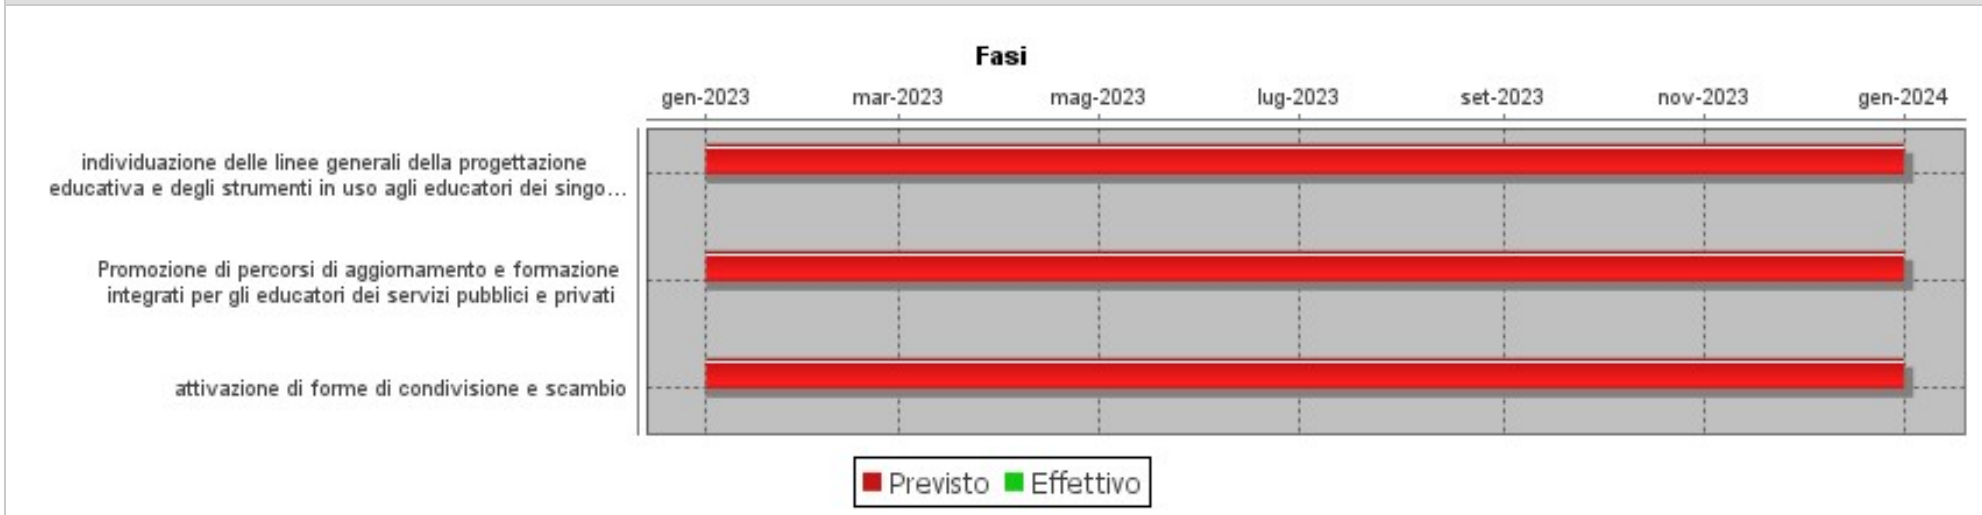 Fasi
gen-2023 mar-2023 mag-2023 lug-2023 set-2023 nov-2023 gen-2024
individuazione delle linee generali della progettazione
educativa e degli strumenti in uso agli educatori dei singo...
Promozione di percorsi di aggiornamento e formazione
integrati per gli educatori dei servizi pubblici e privati
attivazione di forme di condivisione e scambio
Previsto Effettivo